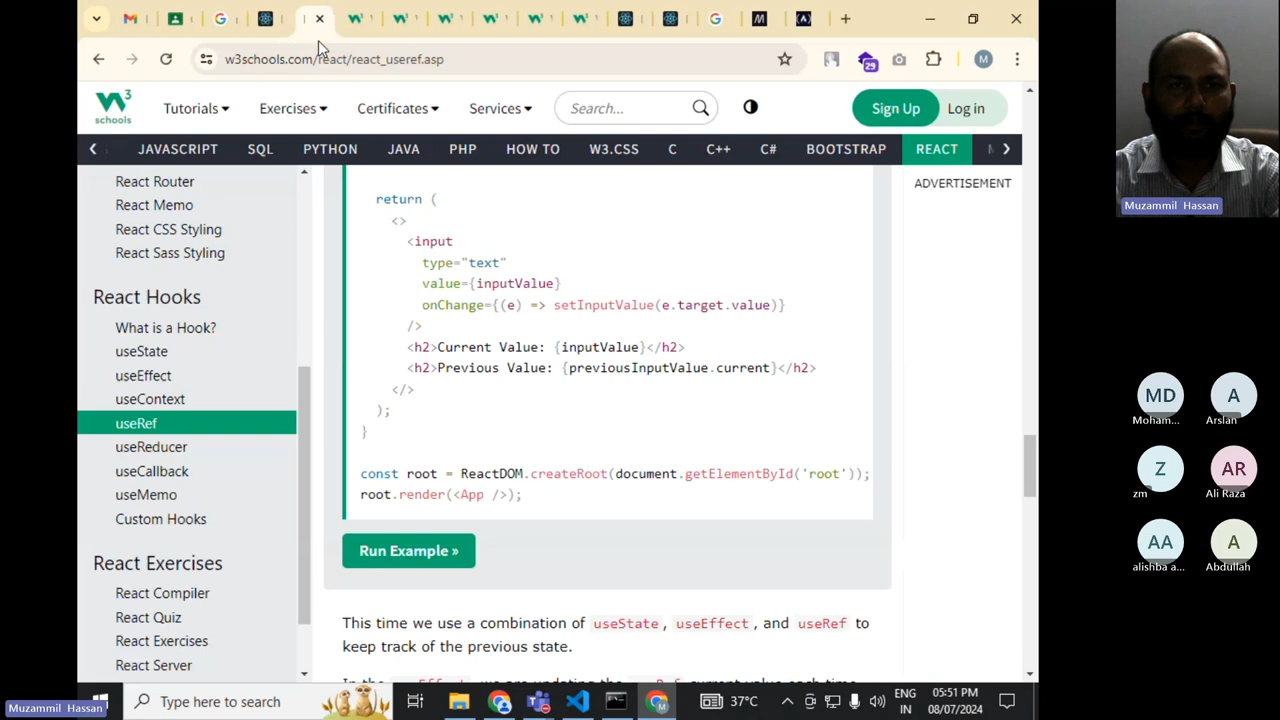 w3schools.com/react/react_useref.asp
29
M
W3 schools
Tutorials
Exercises
Certificates
Services
Search...
Sign Up
Log in
JAVASCRIPT
SQL
PYTHON
JAVA
PHP
HOW TO
W3.CSS
C
C++
C#
BOOTSTRAP
REACT
React Router
React Memo
React CSS Styling
React Sass Styling
React Hooks
What is a Hook?
useState
useEffect
useContext
useRef
useReducer
useCallback
useMemo
Custom Hooks
React Exercises
React Compiler
React Quiz
React Exercises
React Server
return (
<>
<input
type="text"
value={inputValue}
onChange={(e) => setInputValue(e.target.value)}
/>
<h2>Current Value: {inputValue}</h2>
<h2>Previous Value: {previousInputValue.current}</h2>
</>
);
}
const root = ReactDOM.createRoot(document.getElementById('root'));
root.render(<App />);
Run Example »
This time we use a combination of useState, useEffect, and useRef to
keep track of the previous state.
ADVERTISEMENT
Muzammil Hassan
MD
Moham...
A
Arslan
Z
zm
AR
Ali Raza
AA
alishba a...
A
Abdullah
Muzammil Hassan
Type here to search
37°C
ENG
IN
05:51 PM
08/07/2024